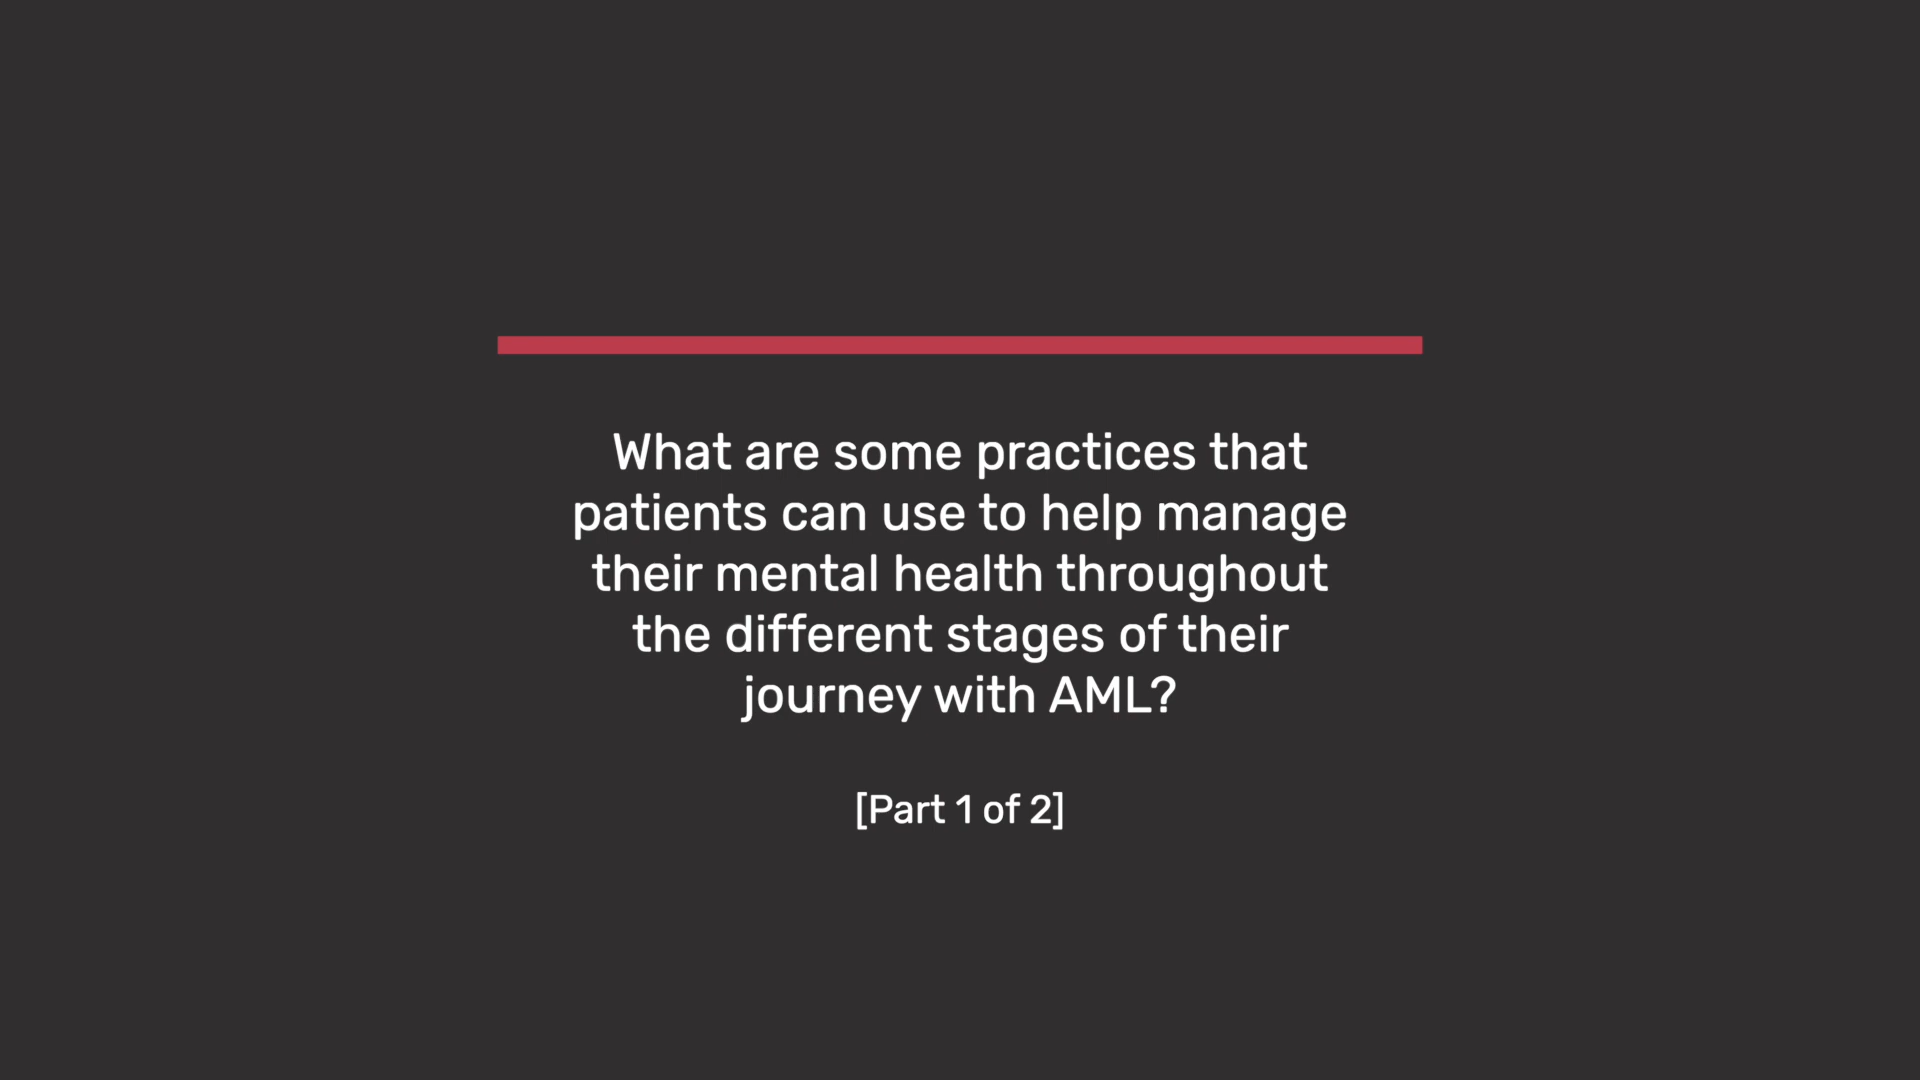 What are some practices that
patients can use to help manage
their mental health throughout
the different stages of their
journey with AML?
[Part 1 of 2]